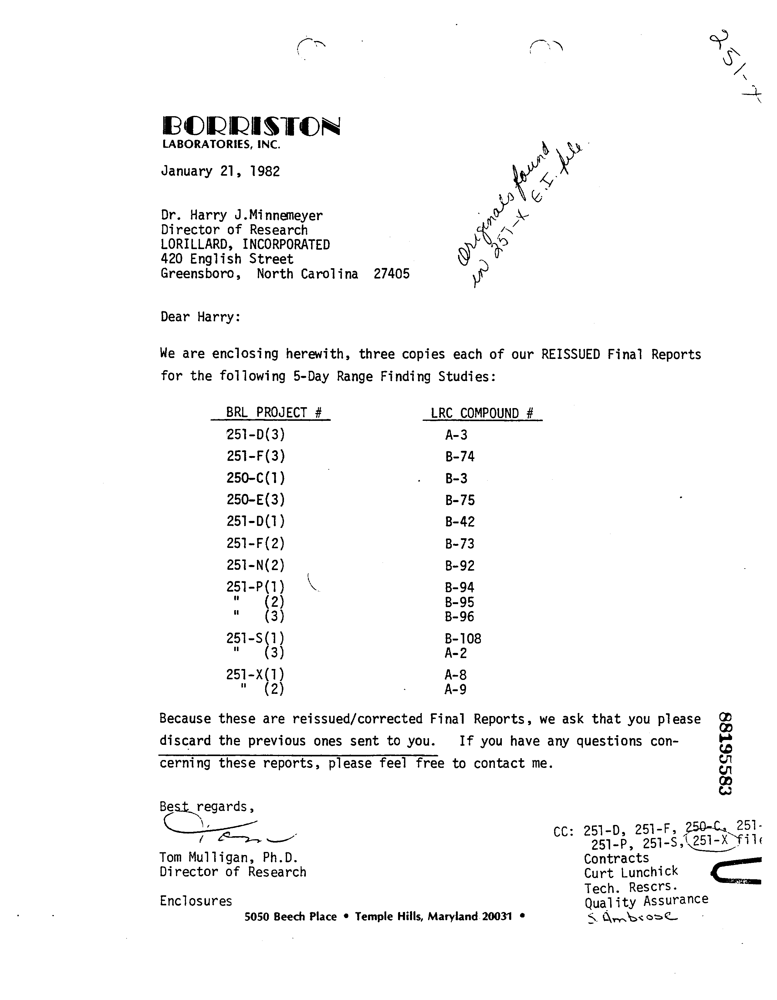 251-X
BORRISTON
LABORATORIES, INC.
January 21, 1982
Originals found
in 251-X E.I. file.
Dr. Harry J.Minnemeyer
Director of Research
LORILLARD, INCORPORATED
420 English Street
Greensboro, North Carolina 27405
Dear Harry:
We are enclosing herewith, three copies each of our REISSUED Final Reports
for the following 5-Day Range Finding Studies:
BRL PROJECT # LRC COMPOUND #
251-D(3) A-3
251-F(3) B-74
250-C(1) B-3
250-E(3) B-75
251-D(1) B-42
251-F(2) B-73
251-N(2) B-92
251-P(1) B-94
" (2) B-95
" (3) B-96
251-S(1) B-108
" (3) A-2
251-X(1) A-8
" (2) A-9
Because these are reissued/corrected Final Reports, we ask that you please
discard the previous ones sent to you. If you have any questions con-
cerning these reports, please feel free to contact me.
88195583
Best regards,
Tom
Tom Mulligan, Ph.D.
Director of Research
Enclosures
CC: 251-D, 251-F, 250-C, 251-
251-P, 251-S, 251-X file
Contracts
Curt Lunchick
Tech. Rescrs.
Quality Assurance
S. Ambrose
5050 Beech Place • Temple Hills, Maryland 20031 •